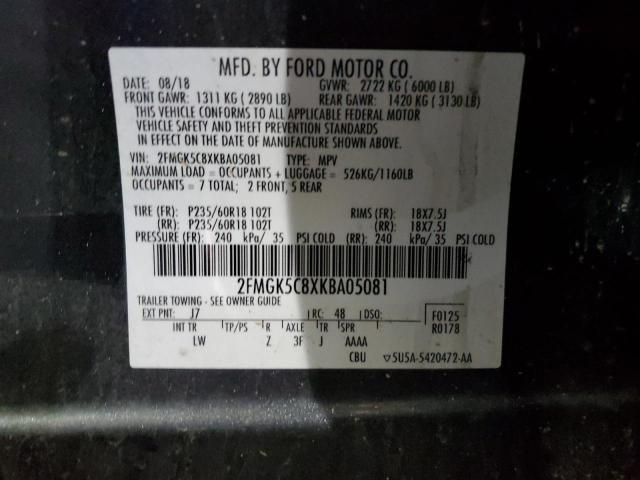 MFD. BY FORD MOTOR CO.
DATE: 08/18 GVWR: 2722 KG ( 6000 LB)
FRONT GAWR: 1311 KG ( 2890 LB) REAR GAWR: 1420 KG ( 3130 LB)
THIS VEHICLE CONFORMS TO ALL APPLICABLE FEDERAL MOTOR
VEHICLE SAFETY AND THEFT PREVENTION STANDARDS
IN EFFECT ON THE DATE OF MANUFACTURE SHOWN ABOVE.
VIN: 2FMGK5C8XKBA05081 TYPE: MPV
MAXIMUM LOAD = OCCUPANTS + LUGGAGE = 526KG/1160LB
OCCUPANTS = 7 TOTAL; 2 FRONT, 5 REAR
TIRE (FR): P235/60R18 102T RIMS (FR): 18X7.5J
(RR): P235/60R18 102T (RR): 18X7.5J
PRESSURE (FR): 240 kPa/ 35 PSI COLD (RR): 240 kPa/ 35 PSI COLD
2FMGK5C8XKBA05081
TRAILER TOWING - SEE OWNER GUIDE
EXT PNT: J7 RC: 48 DSO: F0125
INT TR TP/PS R AXLE TR SPR R0178
LW Z 3F J AAAA
CBU ▽5U5A-5420472-AA